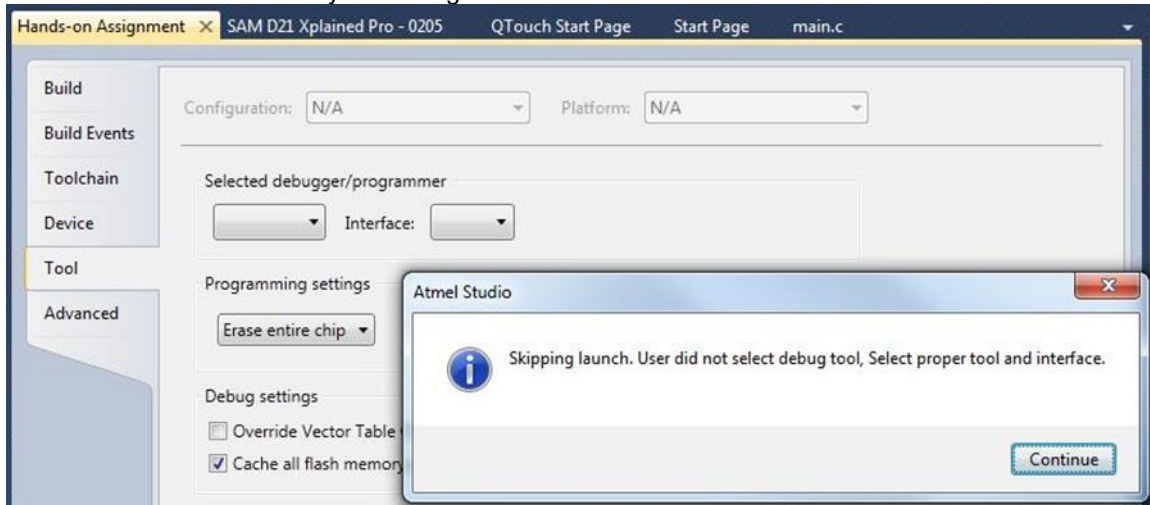 Hands-on Assignment SAM D21 Xplained Pro - 0205 QTouch Start Page Start Page main.c
Build
Configuration: N/A Platform: N/A
Build Events
Toolchain
Selected debugger/programmer
Device
Interface:
Tool
Programming settings
Atmel Studio
Advanced
Erase entire chip
Skipping launch. User did not select debug tool, Select proper tool and interface.
Debug settings
Override Vector Table
Cache all flash memory
Continue